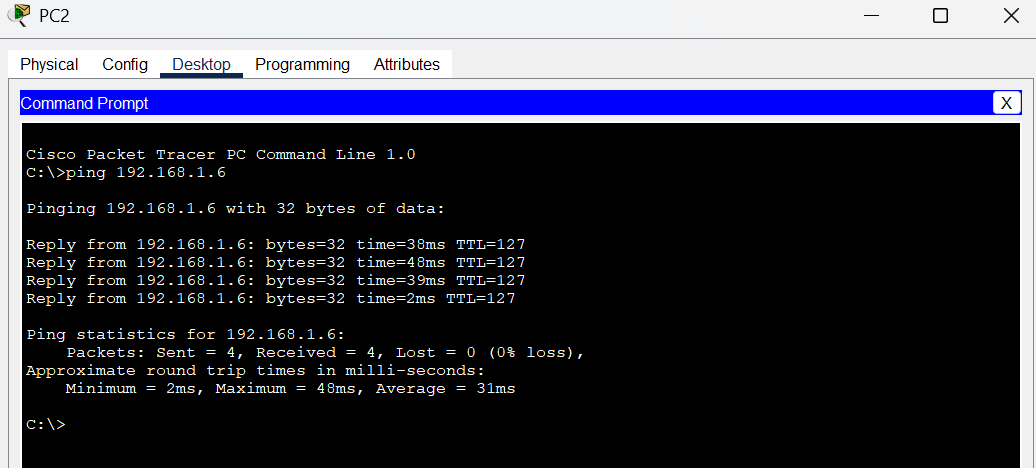 PC2
Physical Config Desktop Programming Attributes
Command Prompt X
Cisco Packet Tracer PC Command Line 1.0
C:\>ping 192.168.1.6
Pinging 192.168.1.6 with 32 bytes of data:
Reply from 192.168.1.6: bytes=32 time=38ms TTL=127
Reply from 192.168.1.6: bytes=32 time=48ms TTL=127
Reply from 192.168.1.6: bytes=32 time=39ms TTL=127
Reply from 192.168.1.6: bytes=32 time=2ms TTL=127
Ping statistics for 192.168.1.6:
    Packets: Sent = 4, Received = 4, Lost = 0 (0% loss),
Approximate round trip times in milli-seconds:
    Minimum = 2ms, Maximum = 48ms, Average = 31ms
C:\>